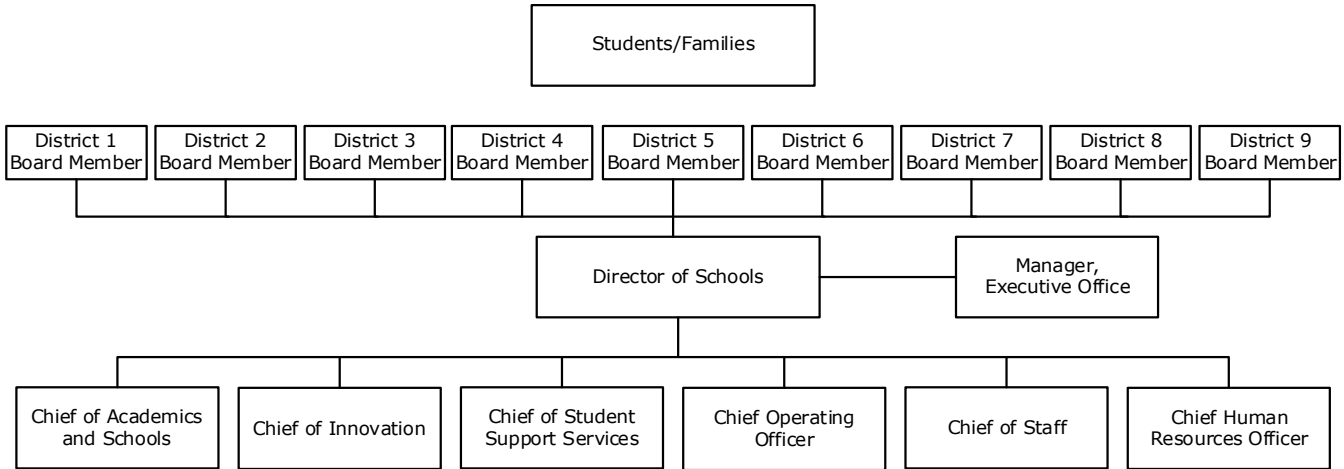 Students/Families
District 1
Board Member
District 2
Board Member
District 3
Board Member
District 4
Board Member
District 5
Board Member
District 6
Board Member
District 7
Board Member
District 8
Board Member
District 9
Board Member
Director of Schools
Manager,
Executive Office
Chief of Academics
and Schools
Chief of Innovation
Chief of Student
Support Services
Chief Operating
Officer
Chief of Staff
Chief Human
Resources Officer